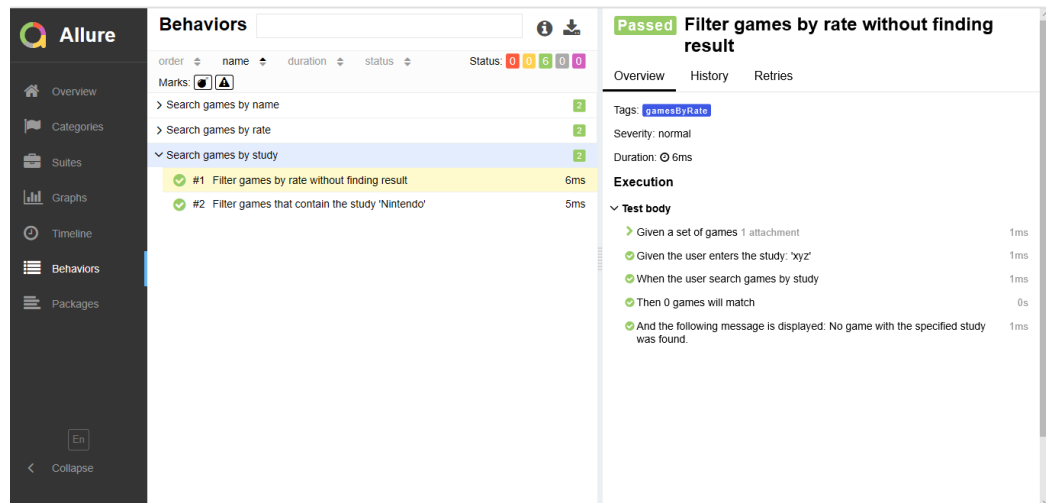 Allure
Overview
Categories
Suites
Graphs
Timeline
Behaviors
Packages
En
Collapse
Behaviors
order name duration status Status: 0 0 6 0 0
Marks:
Search games by name 2
Search games by rate 2
Search games by study 2
#1 Filter games by rate without finding result 6ms
#2 Filter games that contain the study 'Nintendo' 5ms
Passed Filter games by rate without finding
result
Overview History Retries
Tags: gamesByRate
Severity: normal
Duration: 6ms
Execution
Test body
Given a set of games 1 attachment 1ms
Given the user enters the study: 'xyz' 1ms
When the user search games by study 1ms
Then 0 games will match 0s
And the following message is displayed: No game with the specified study 1ms
was found.